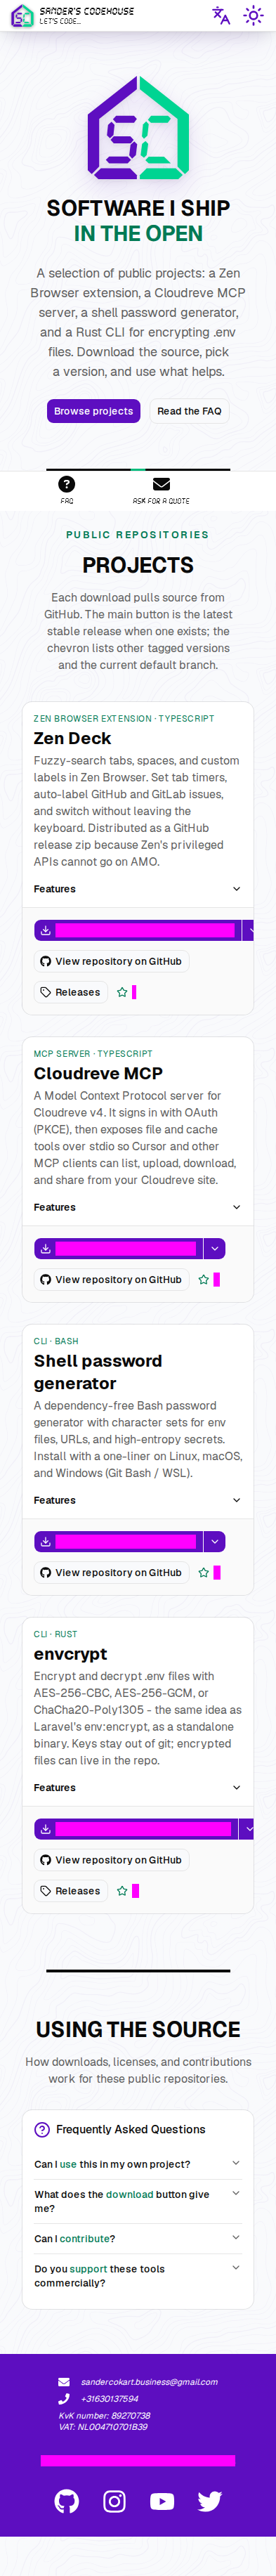 SANDER'S CODEHOUSE
LET'S CODE...
SOFTWARE I SHIP
IN THE OPEN
A selection of public projects: a Zen
Browser extension, a Cloudreve MCP
server, a shell password generator,
and a Rust CLI for encrypting .env
files. Download the source, pick
a version, and use what helps.
Browse projects
Read the FAQ
FAQ
ASK FOR A QUOTE
PUBLIC REPOSITORIES
PROJECTS
Each download pulls source from
GitHub. The main button is the latest
stable release when one exists; the
chevron lists other tagged versions
and the current default branch.
ZEN BROWSER EXTENSION · TYPESCRIPT
Zen Deck
Fuzzy-search tabs, spaces, and custom
labels in Zen Browser. Set tab timers,
auto-label GitHub and GitLab issues,
and switch without leaving the
keyboard. Distributed as a GitHub
release zip because Zen's privileged
APIs cannot go on AMO.
Features
View repository on GitHub
Releases
MCP SERVER · TYPESCRIPT
Cloudreve MCP
A Model Context Protocol server for
Cloudreve v4. It signs in with OAuth
(PKCE), then exposes file and cache
tools over stdio so Cursor and other
MCP clients can list, upload, download,
and share from your Cloudreve site.
Features
View repository on GitHub
CLI · BASH
Shell password
generator
A dependency-free Bash password
generator with character sets for env
files, URLs, and high-entropy secrets.
Install with a one-liner on Linux, macOS,
and Windows (Git Bash / WSL).
Features
View repository on GitHub
CLI · RUST
envcrypt
Encrypt and decrypt .env files with
AES-256-CBC, AES-256-GCM, or
ChaCha20-Poly1305 - the same idea as
Laravel's env:encrypt, as a standalone
binary. Keys stay out of git; encrypted
files can live in the repo.
Features
View repository on GitHub
Releases
USING THE SOURCE
How downloads, licenses, and contributions
work for these public repositories.
Frequently Asked Questions
Can I use this in my own project?
What does the download button give
me?
Can I contribute?
Do you support these tools
commercially?
sandercokart.business@gmail.com
+31630137594
KvK number: 89270738
VAT: NL004710701B39